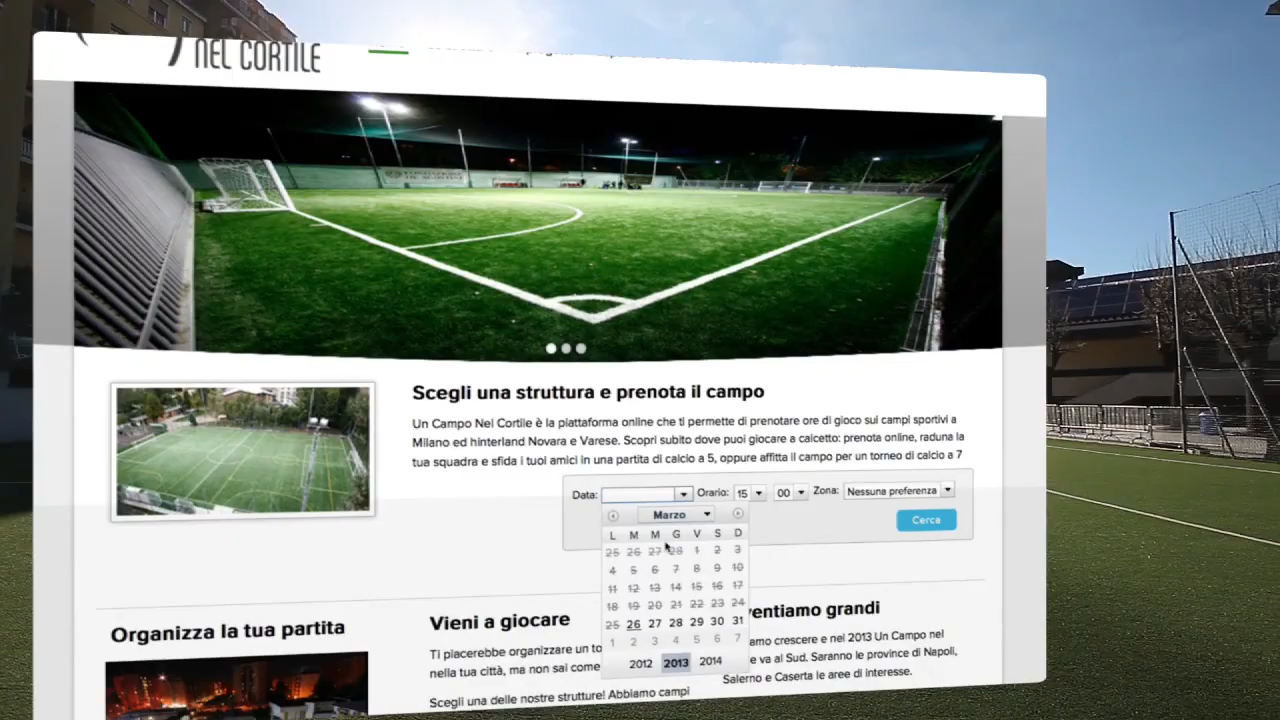 NEL CORTILE
Scegli una struttura e prenota il campo
Un Campo Nel Cortile è la piattaforma online che ti permette di prenotare ore di gioco sui campi sportivi a
Milano ed hinterland Novara e Varese. Scopri subito dove puoi giocare a calcetto: prenota online, raduna la
tua squadra e sfida i tuoi amici in una partita di calcio a 5, oppure affitta il campo per un torneo di calcio a 7
Data: Orario: 15 00 Zona: Nessuna preferenza
Cerca
Marzo
L M M G V S D
25 26 27 28 1 2 3
4 5 6 7 8 9 10
11 12 13 14 15 16 17
18 19 20 21 22 23 24
25 26 27 28 29 30 31
1 2 3 4 5 6 7
2012 2013 2014
Organizza la tua partita
Vieni a giocare
Ti piacerebbe organizzare un to
nella tua città, ma non sai come
Scegli una delle nostre strutture! Abbiamo campi
ventiamo grandi
amo crescere e nel 2013 Un Campo nel
e va al Sud. Saranno le province di Napoli,
Salerno e Caserta le aree di interesse.